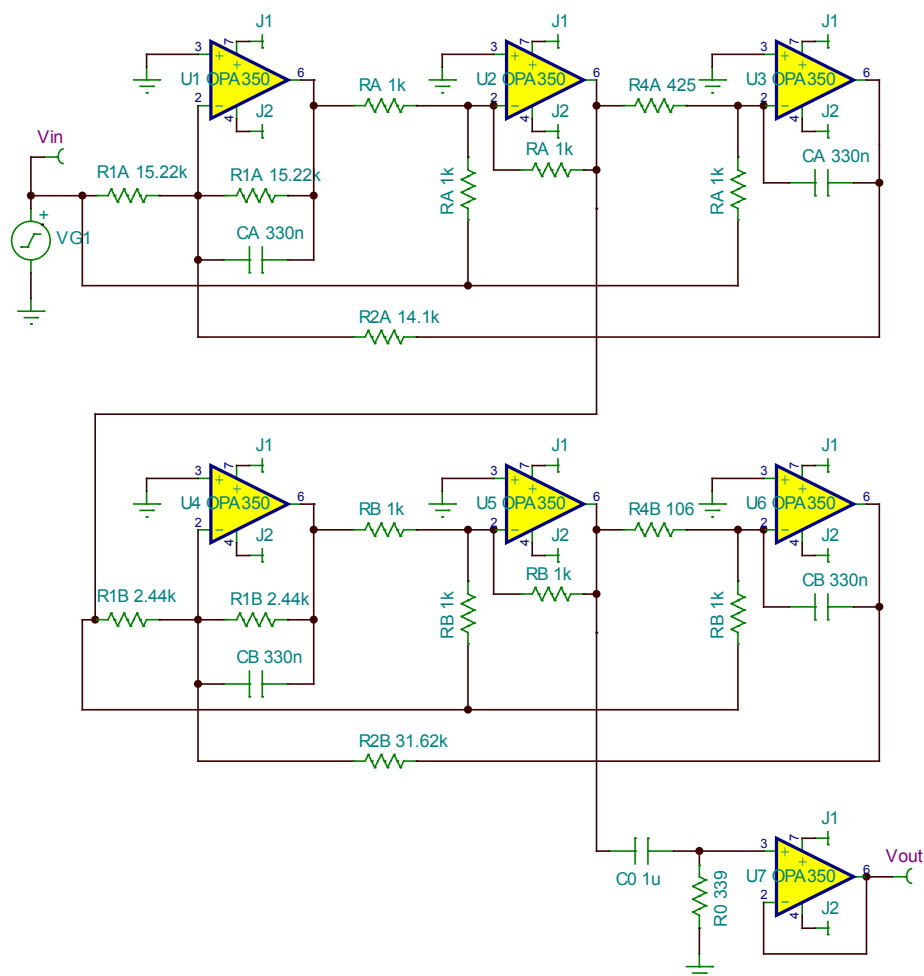 J1
J1
J1
3
7
6
U1 OPA350
2
4
J2
3
7
6
U2 OPA350
2
4
J2
3
7
6
U3 OPA350
2
4
J2
RA 1k
R4A 425
Vin
R1A 15.22k
R1A 15.22k
RA 1k
RA 1k
RA 1k
CA 330n
+
VG1
CA 330n
R2A 14.1k
J1
J1
J1
3
7
6
U4 OPA350
2
4
J2
3
7
6
U5 OPA350
2
4
J2
3
7
6
U6 OPA350
2
4
J2
RB 1k
R4B 106
R1B 2.44k
R1B 2.44k
RB 1k
RB 1k
RB 1k
CB 330n
CB 330n
R2B 31.62k
J1
3
7
6
U7 OPA350
2
4
J2
Vout
C0 1u
R0 339